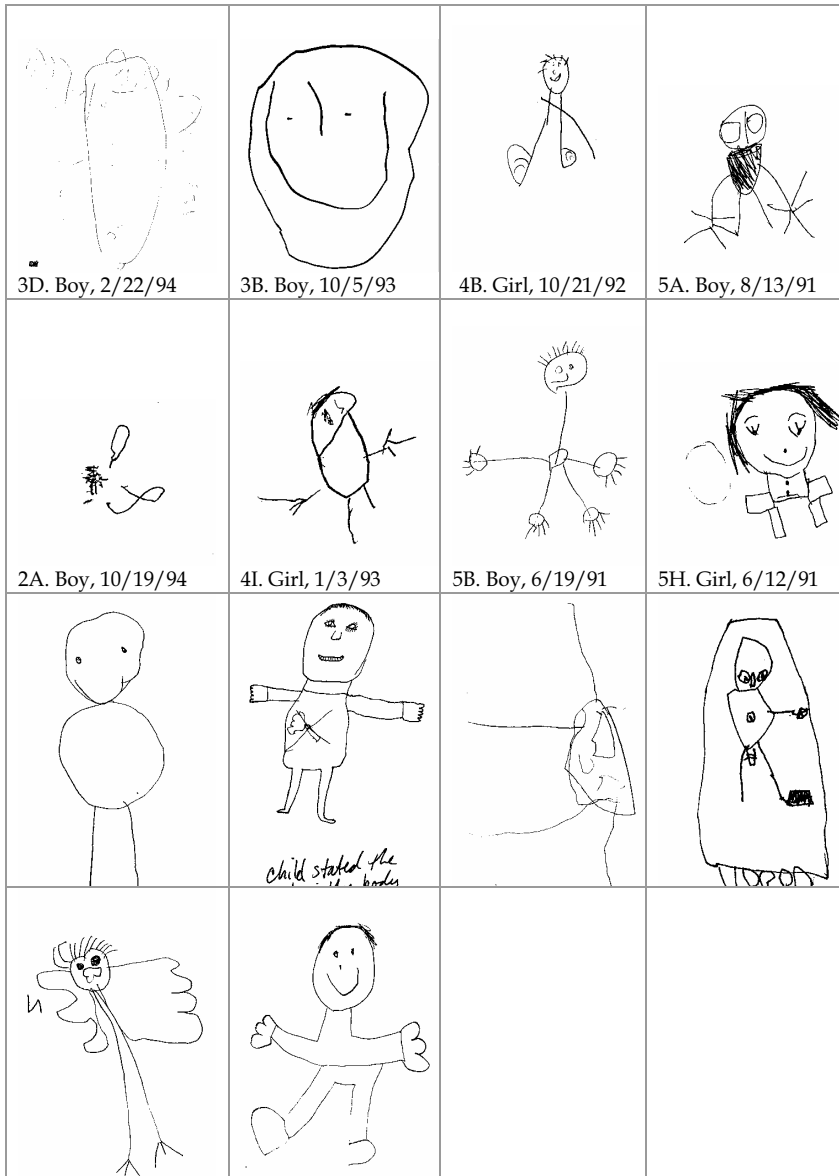 3D. Boy, 2/22/94
3B. Boy, 10/5/93
4B. Girl, 10/21/92
5A. Boy, 8/13/91
2A. Boy, 10/19/94
4I. Girl, 1/3/93
5B. Boy, 6/19/91
5H. Girl, 6/12/91
child stated the
body